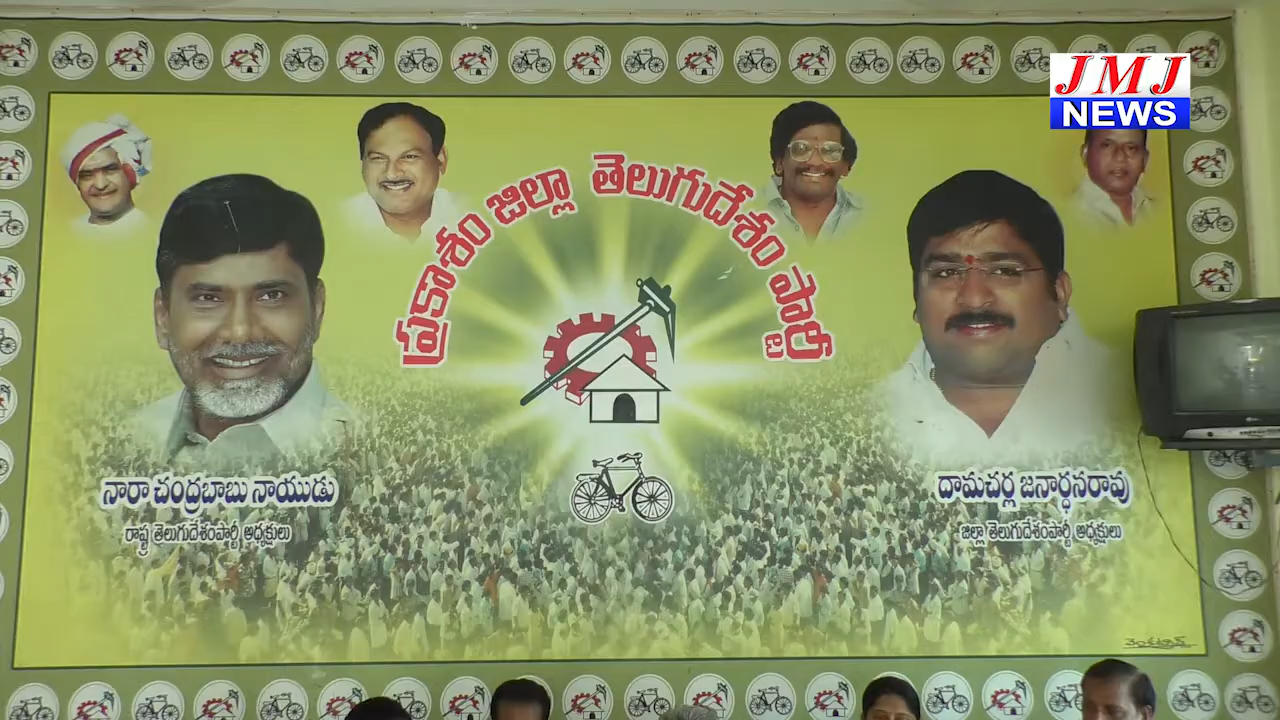 JMJ
NEWS
ప్రకాశం జిల్లా తెలుగుదేశం పార్టీ
నారా చంద్రబాబు నాయుడు
రాష్ట్ర తెలుగుదేశంపార్టీ అధ్యక్షులు
దామచర్ల జనార్ధనరావు
జిల్లా తెలుగుదేశంపార్టీ అధ్యక్షులు